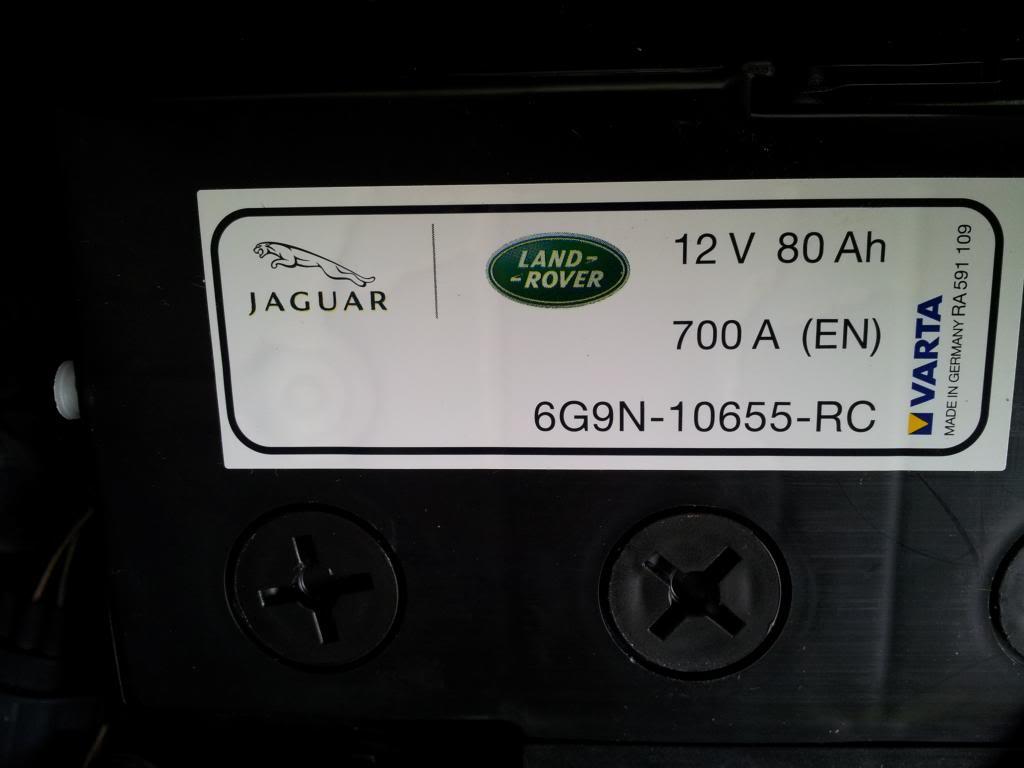 JAGUAR
LAND-
-ROVER
12 V 80 Ah
700 A (EN)
6G9N-10655-RC
VARTA
MADE IN GERMANY RA 591 109